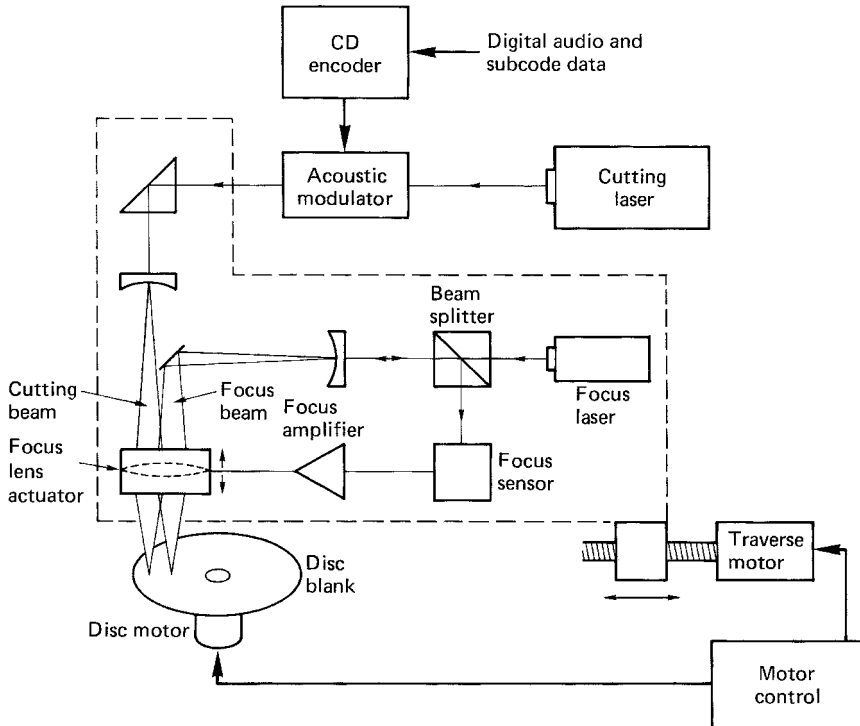 CD
encoder
Digital audio and
subcode data
Acoustic
modulator
Cutting
laser
Beam
splitter
Cutting
beam
Focus
beam
Focus
amplifier
Focus
laser
Focus
lens
actuator
Focus
sensor
Disc
blank
Traverse
motor
Disc motor
Motor
control